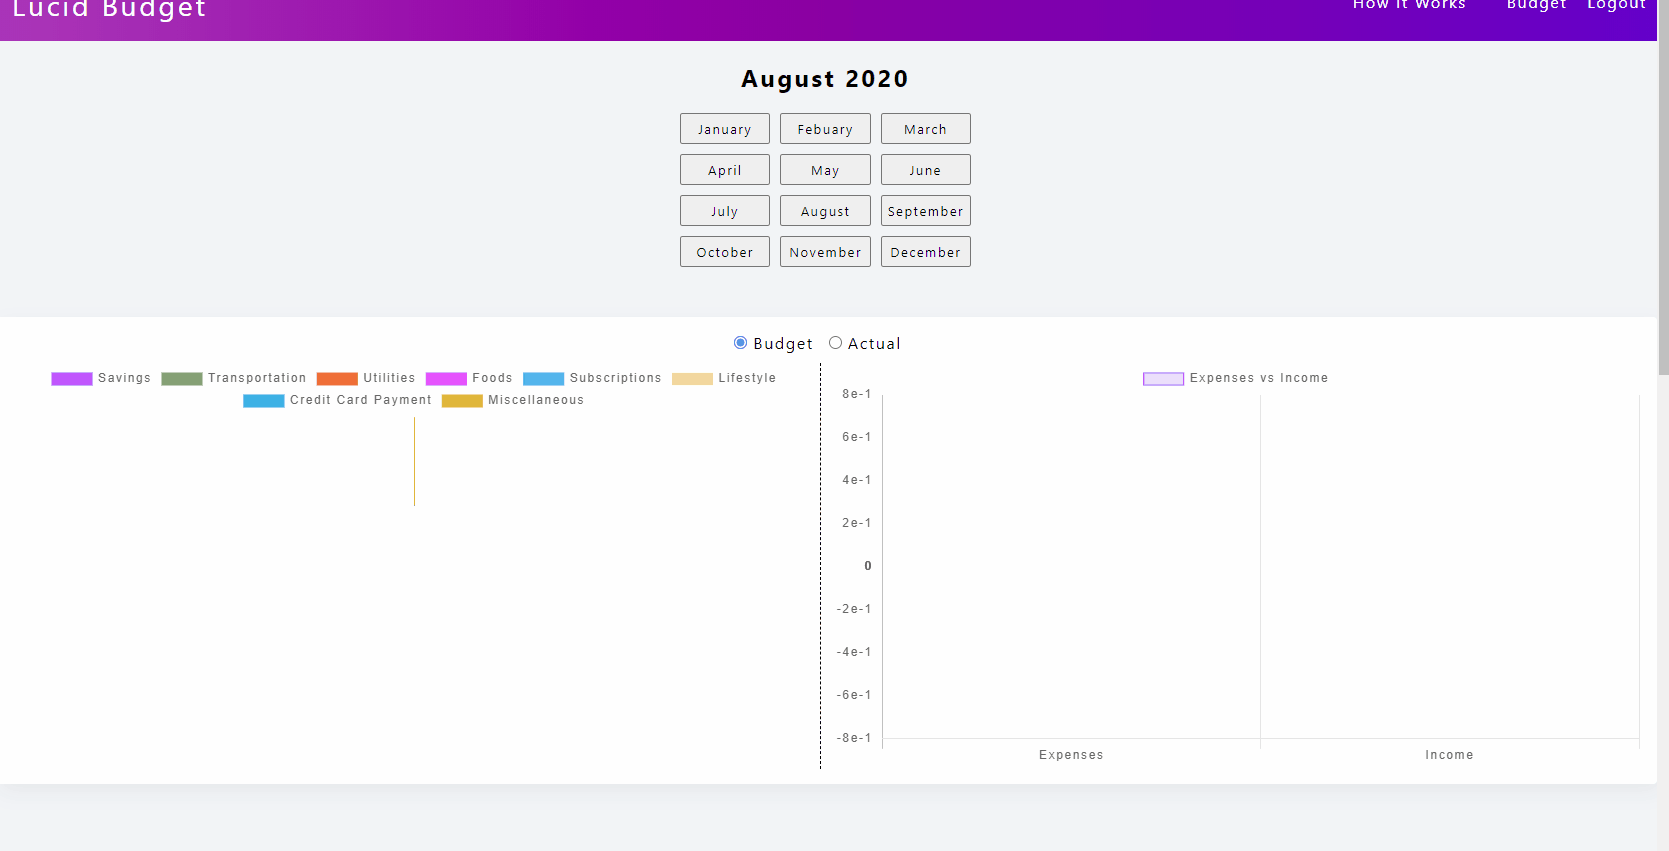 Lucid Budget How It Works Budget Logout
August 2020
January Febuary March
April May June
July August September
October November December
Budget Actual
Savings Transportation Utilities Foods Subscriptions Lifestyle
Credit Card Payment Miscellaneous
Expenses vs Income
8e-1
6e-1
4e-1
2e-1
0
-2e-1
-4e-1
-6e-1
-8e-1
Expenses Income